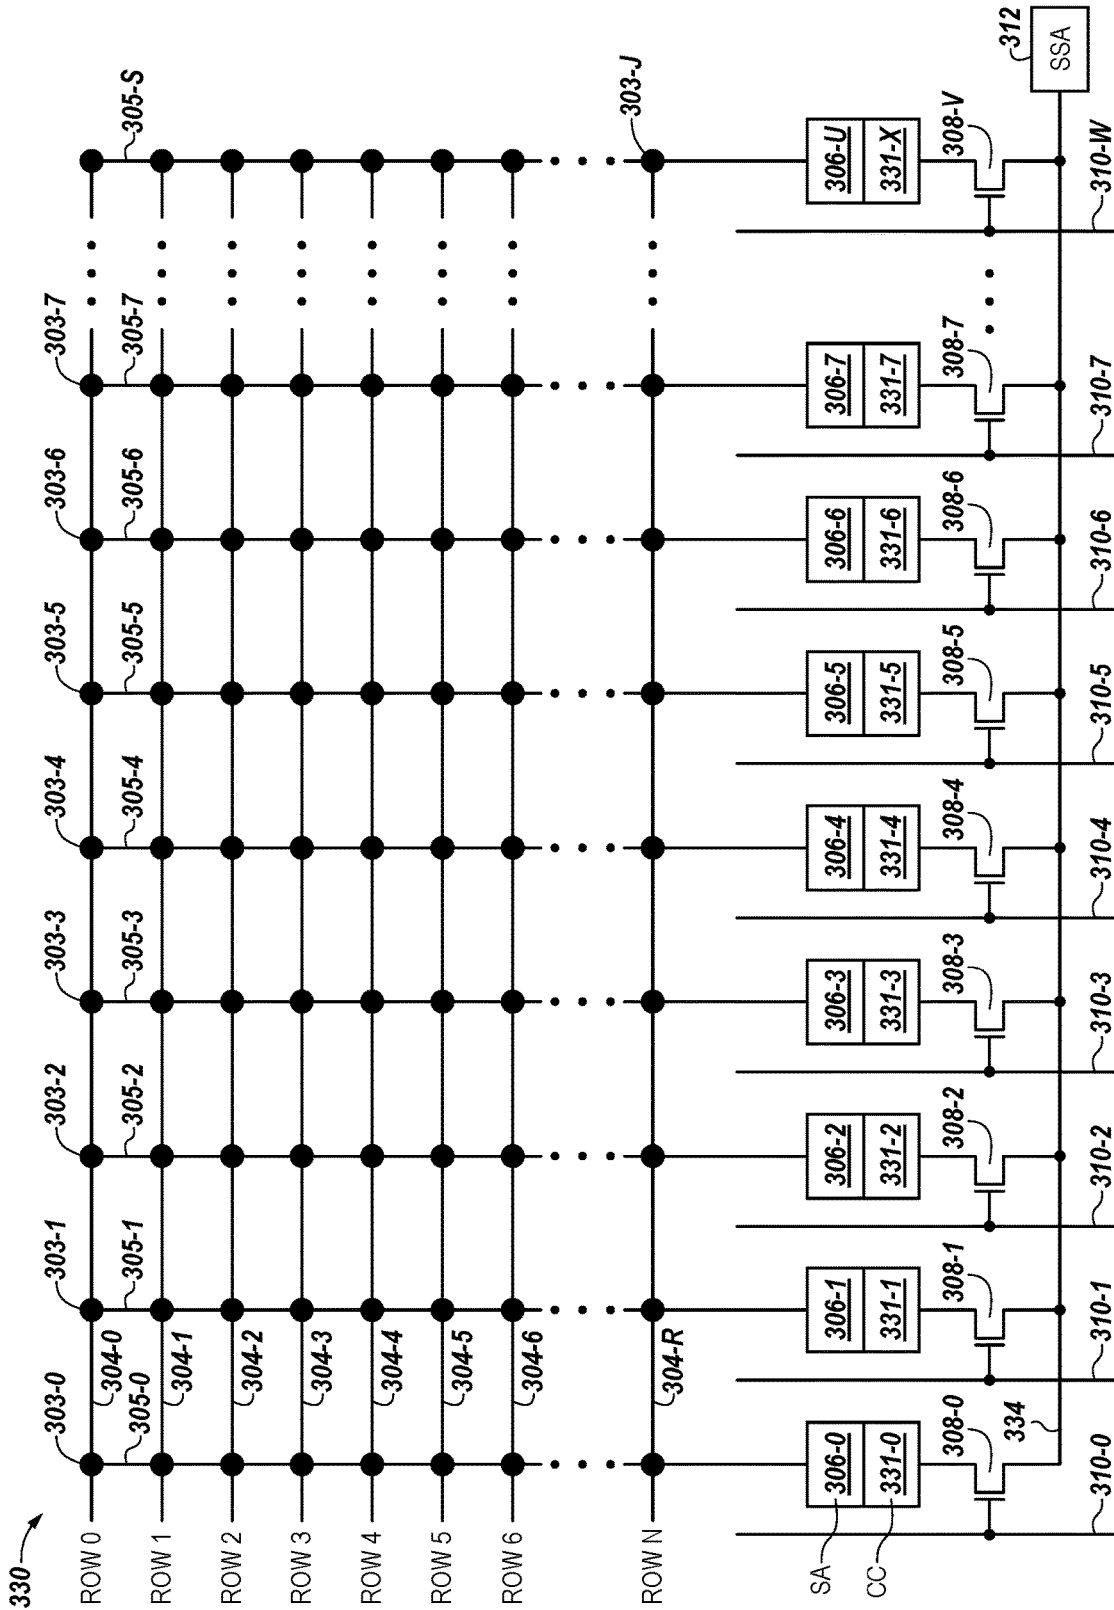 330
303-0 303-1 303-2 303-3 303-4 303-5 303-6 303-7
ROW 0
304-0
305-0 305-1 305-2 305-3 305-4 305-5 305-6 305-7 305-S
ROW 1
304-1
ROW 2
304-2
ROW 3
304-3
ROW 4
304-4
ROW 5
304-5
ROW 6
304-6
303-J
ROW N
304-R
SA
306-0 306-1 306-2 306-3 306-4 306-5 306-6 306-7 306-U
CC
331-0 331-1 331-2 331-3 331-4 331-5 331-6 331-7 331-X
308-0 308-1 308-2 308-3 308-4 308-5 308-6 308-7 308-V
312
334
SSA
310-0 310-1 310-2 310-3 310-4 310-5 310-6 310-7 310-W